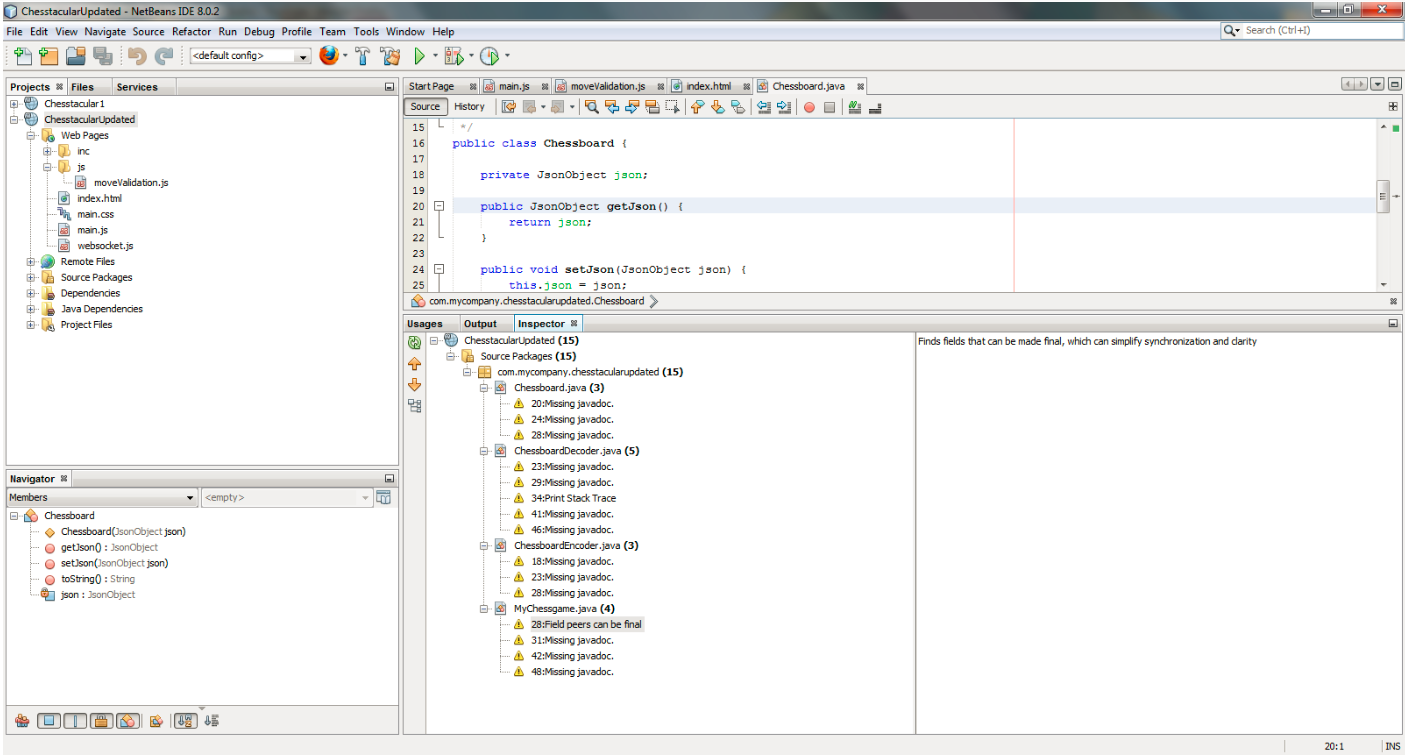 ChesstacularUpdated - NetBeans IDE 8.0.2
File Edit View Navigate Source Refactor Run Debug Profile Team Tools Window Help
Search (Ctrl+I)
<default config>
Projects Files Services
Chesstacular1
ChesstacularUpdated
Web Pages
inc
js
moveValidation.js
index.html
main.css
main.js
websocket.js
Remote Files
Source Packages
Dependencies
Java Dependencies
Project Files
Navigator
Members <empty>
Chessboard
Chessboard(JsonObject json)
getJson() : JsonObject
setJson(JsonObject json)
toString() : String
json : JsonObject
Start Page main.js moveValidation.js index.html Chessboard.java
Source History
15 */
16 public class Chessboard {
17
18 private JsonObject json;
19
20 public JsonObject getJson() {
21 return json;
22 }
23
24 public void setJson(JsonObject json) {
25 this.json = json;
com.mycompany.chesstacularupdated.Chessboard
Usages Output Inspector
ChesstacularUpdated (15)
Source Packages (15)
com.mycompany.chesstacularupdated (15)
Chessboard.java (3)
20:Missing javadoc.
24:Missing javadoc.
28:Missing javadoc.
ChessboardDecoder.java (5)
23:Missing javadoc.
29:Missing javadoc.
34:Print Stack Trace
41:Missing javadoc.
46:Missing javadoc.
ChessboardEncoder.java (3)
18:Missing javadoc.
23:Missing javadoc.
28:Missing javadoc.
MyChessgame.java (4)
28:Field peers can be final
31:Missing javadoc.
42:Missing javadoc.
48:Missing javadoc.
Finds fields that can be made final, which can simplify synchronization and clarity
20:1 INS